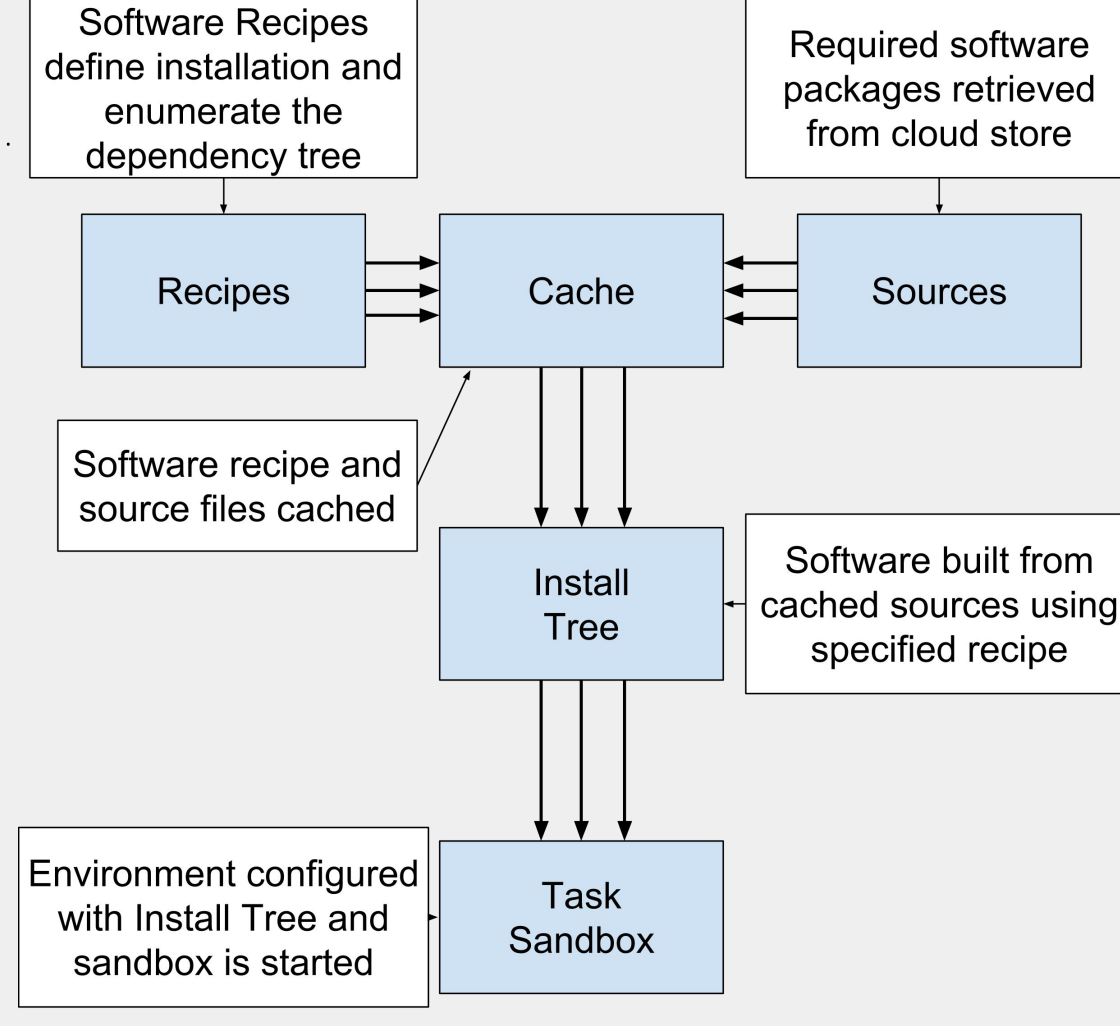 Software Recipes
define installation and
enumerate the
dependency tree
Required software
packages retrieved
from cloud store
Recipes
Cache
Sources
Software recipe and
source files cached
Install
Tree
Software built from
cached sources using
specified recipe
Environment configured
with Install Tree and
sandbox is started
Task
Sandbox